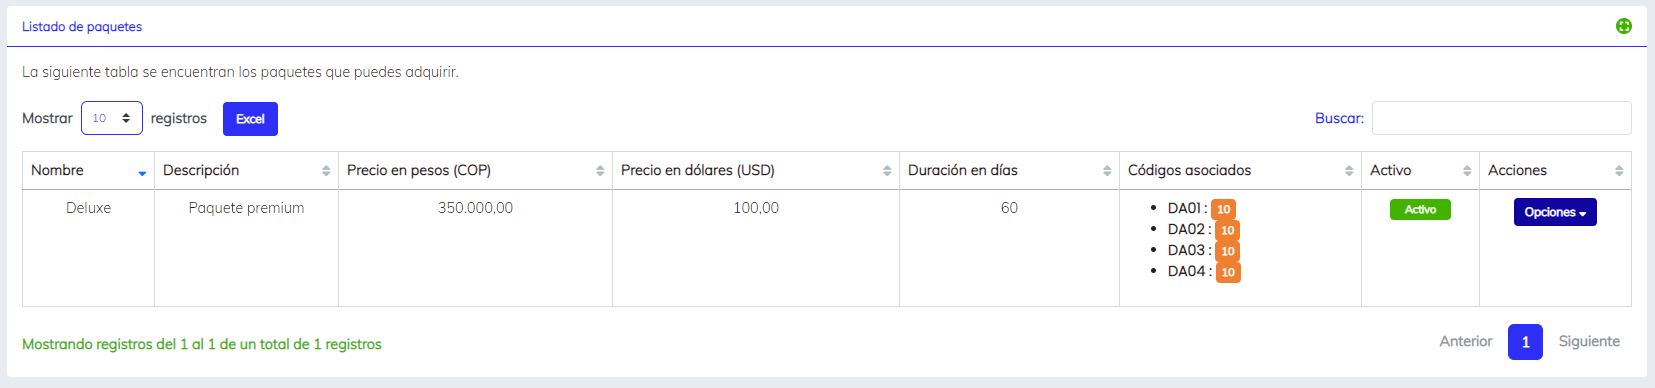 Listado de paquetes
La siguiente tabla se encuentran los paquetes que puedes adquirir.
Mostrar 10 registros Excel Buscar:
Nombre Descripción Precio en pesos (COP) Precio en dólares (USD) Duración en días Códigos asociados Activo Acciones
Deluxe Paquete premium 350.000,00 100,00 60 DA01 : 10 Activo Opciones
DA02 : 10
DA03 : 10
DA04 : 10
Mostrando registros del 1 al 1 de un total de 1 registros Anterior 1 Siguiente